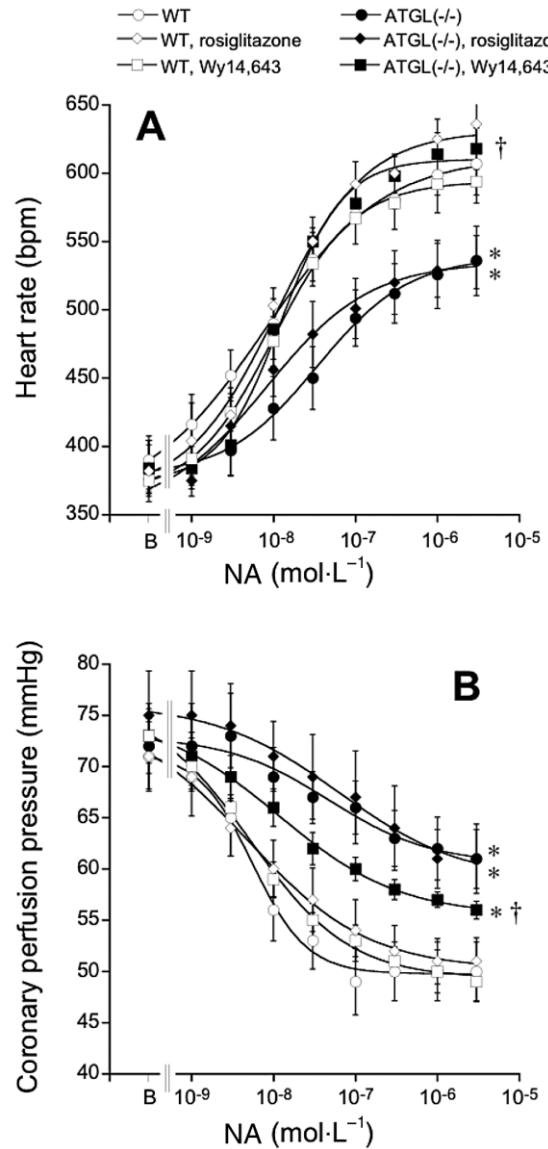 WT
ATGL(-/-)
WT, rosiglitazone
ATGL(-/-), rosiglitazo
WT, Wy14,643
ATGL(-/-), Wy14,643
A
650
600
550
500
450
400
350
Heart rate (bpm)
†
*
*
B 10⁻⁹ 10⁻⁸ 10⁻⁷ 10⁻⁶ 10⁻⁵
NA (mol·L⁻¹)
B
80
75
70
65
60
55
50
45
40
Coronary perfusion pressure (mmHg)
*
*
* †
B 10⁻⁹ 10⁻⁸ 10⁻⁷ 10⁻⁶ 10⁻⁵
NA (mol·L⁻¹)